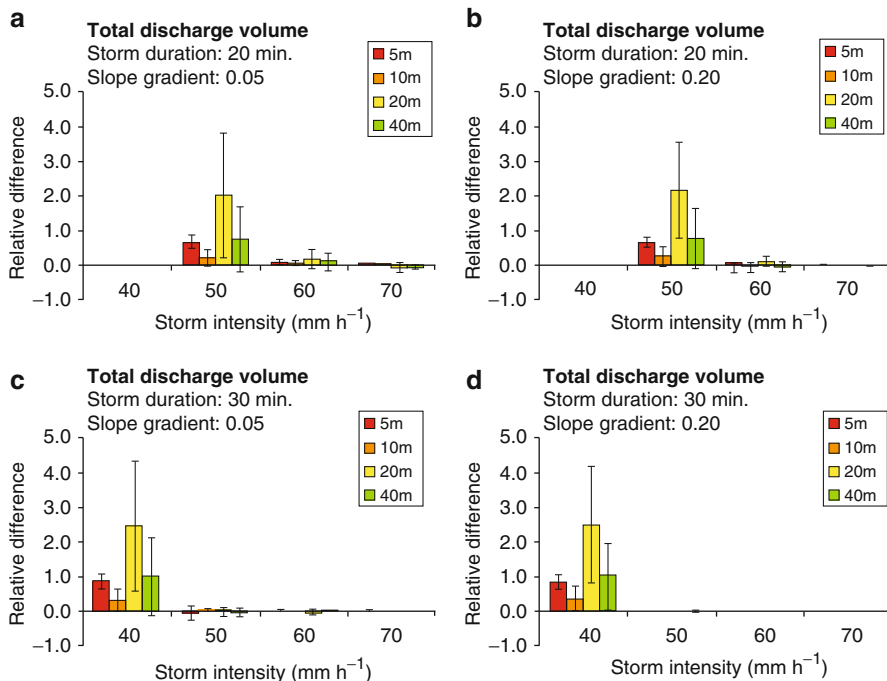 a
Total discharge volume
Storm duration: 20 min.
Slope gradient: 0.05
5m
10m
20m
40m
5.0
4.0
3.0
2.0
1.0
0.0
−1.0
Relative difference
40 50 60 70
Storm intensity (mm h⁻¹)
b
Total discharge volume
Storm duration: 20 min.
Slope gradient: 0.20
5m
10m
20m
40m
5.0
4.0
3.0
2.0
1.0
0.0
−1.0
Relative difference
40 50 60 70
Storm intensity (mm h⁻¹)
c
Total discharge volume
Storm duration: 30 min.
Slope gradient: 0.05
5m
10m
20m
40m
5.0
4.0
3.0
2.0
1.0
0.0
−1.0
Relative difference
40 50 60 70
Storm intensity (mm h⁻¹)
d
Total discharge volume
Storm duration: 30 min.
Slope gradient: 0.20
5m
10m
20m
40m
5.0
4.0
3.0
2.0
1.0
0.0
−1.0
Relative difference
40 50 60 70
Storm intensity (mm h⁻¹)